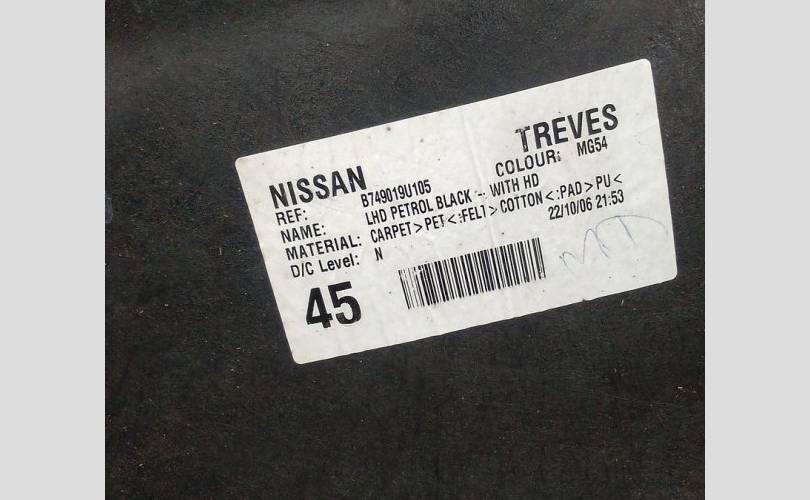 NISSAN TREVES
REF: B749019U105 COLOUR: MG54
NAME: LHD PETROL BLACK -- WITH HD
MATERIAL: CARPET>PET<:FELT>COTTON<:PAD>PU<
D/C Level: N 22/10/06 21:53
45